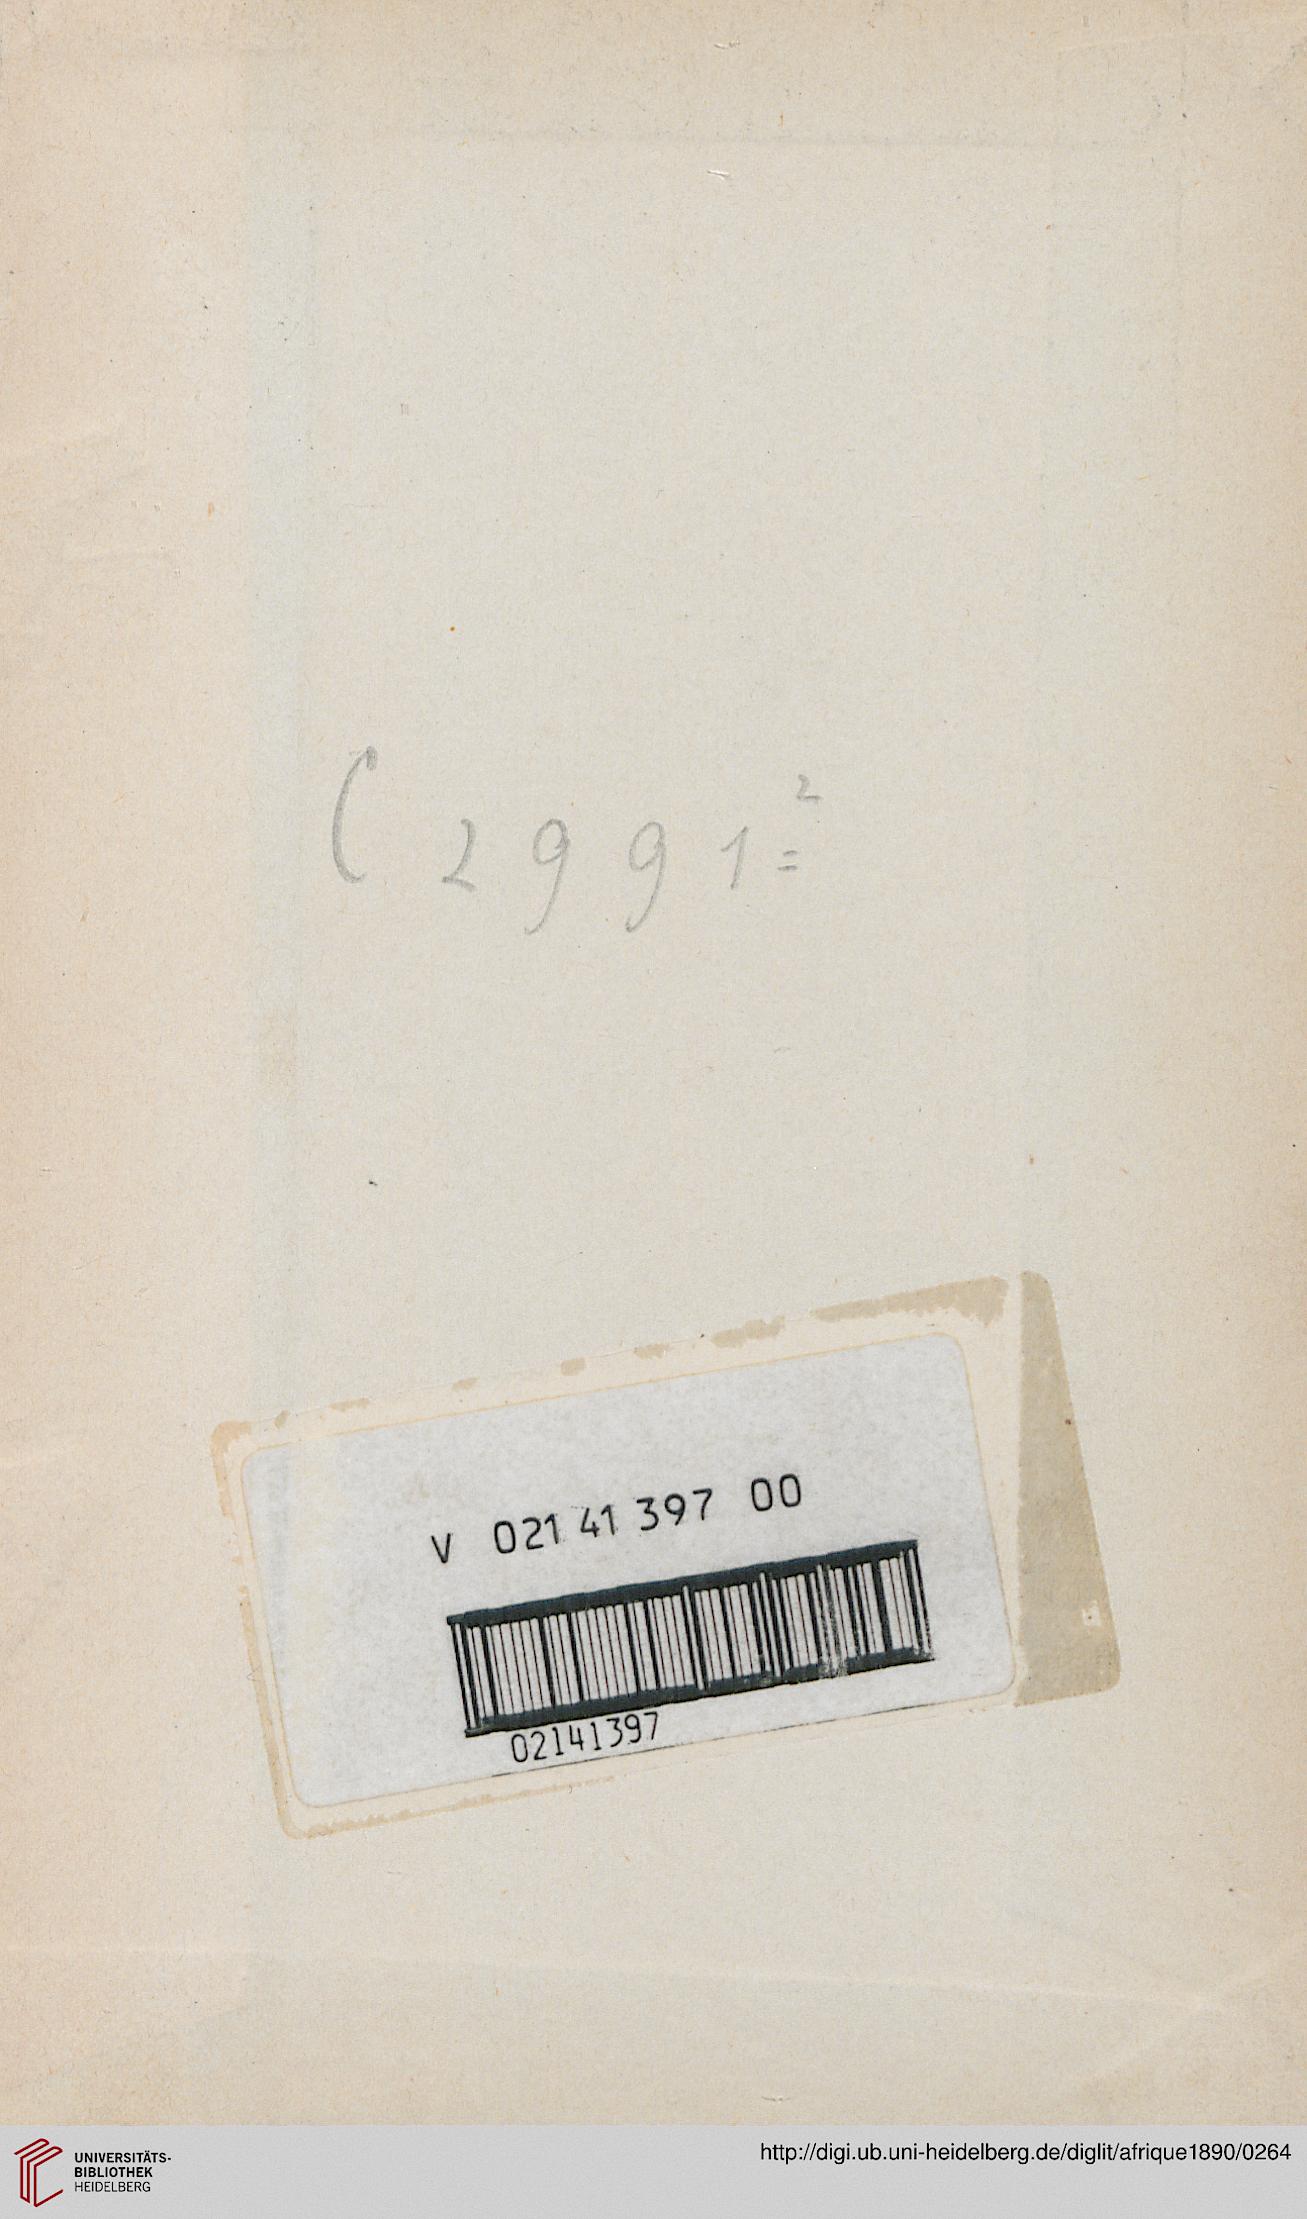 C 2991=²
V 021 41 397 00
02141397
UNIVERSITÄTS-
BIBLIOTHEK
HEIDELBERG
http://digi.ub.uni-heidelberg.de/diglit/afrique1890/0264